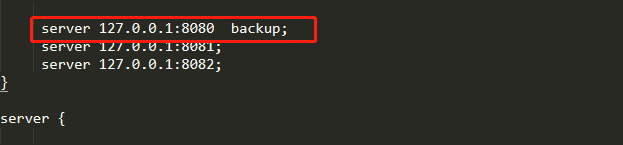 server 127.0.0.1:8080  backup;
server 127.0.0.1:8081;
server 127.0.0.1:8082;
}
server {